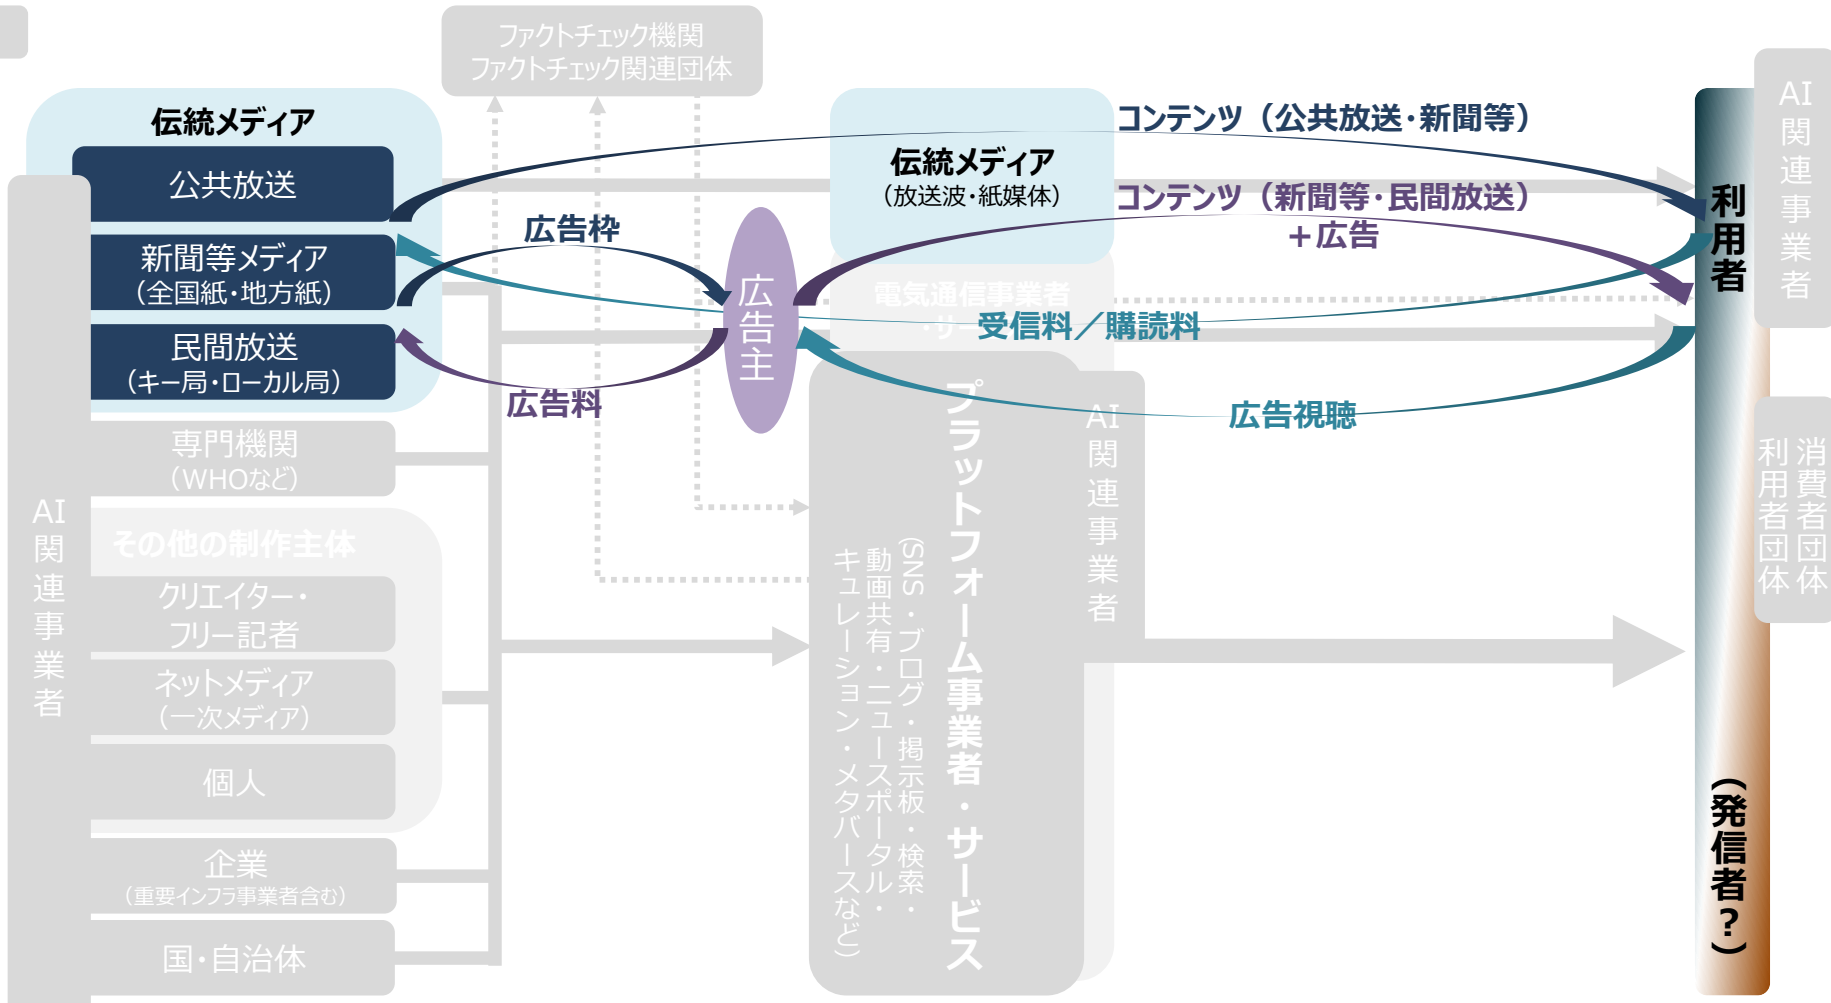 ファクトチェック機関
ファクトチェック関連団体
伝統メディア
公共放送
新聞等メディア
（全国紙・地方紙）
民間放送
（キー局・ローカル局）
専門機関
（WHOなど）
その他の制作主体
クリエイター・
フリー記者
ネットメディア
（一次メディア）
個人
企業
（重要インフラ事業者含む）
国・自治体
AI関連事業者
広告枠
広告料
広告主
伝統メディア
（放送波・紙媒体）
電気通信事業者
コンテンツ（公共放送・新聞等）
コンテンツ（新聞等・民間放送）
＋広告
受信料／購読料
広告視聴
プラットフォーム事業者・サービス
（SNS・ブログ・掲示板・検索・
動画共有・ニュースポータル・
キュレーション・メタバースなど）
AI関連事業者
利用者
（発信者？）
AI関連事業者
消費者団体
利用者団体